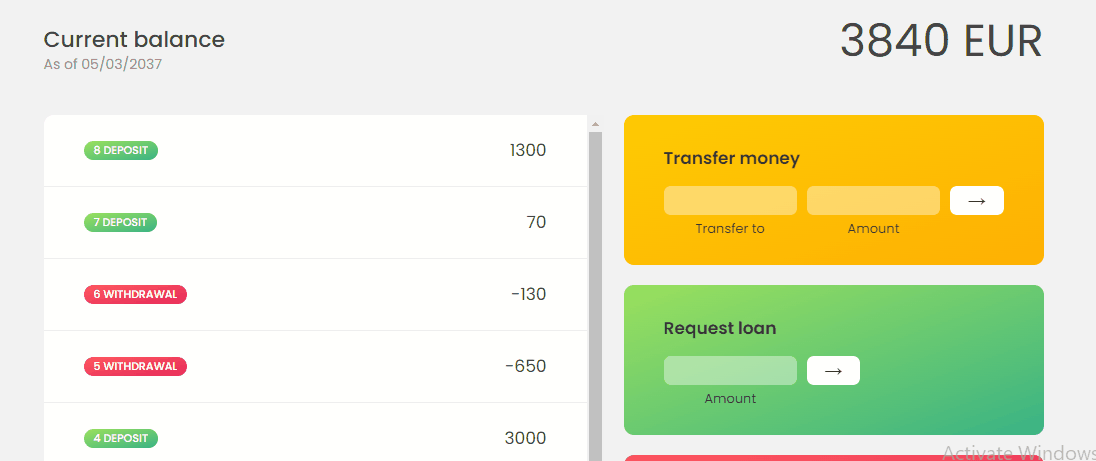 Current balance
As of 05/03/2037
3840 EUR
8 DEPOSIT 1300
7 DEPOSIT 70
6 WITHDRAWAL -130
5 WITHDRAWAL -650
4 DEPOSIT 3000
Transfer money
→
Transfer to Amount
Request loan
→
Amount
Activate Windows